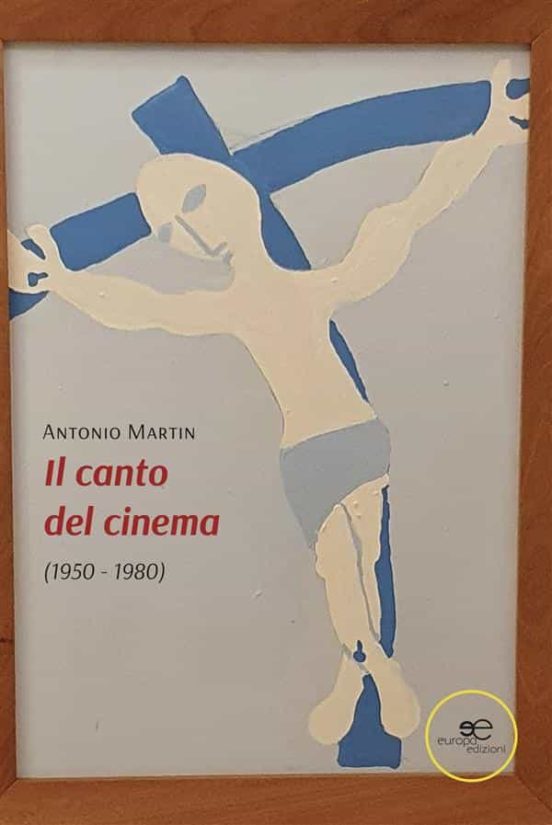 Antonio Martin
Il canto
del cinema
(1950 - 1980)
europa
edizioni